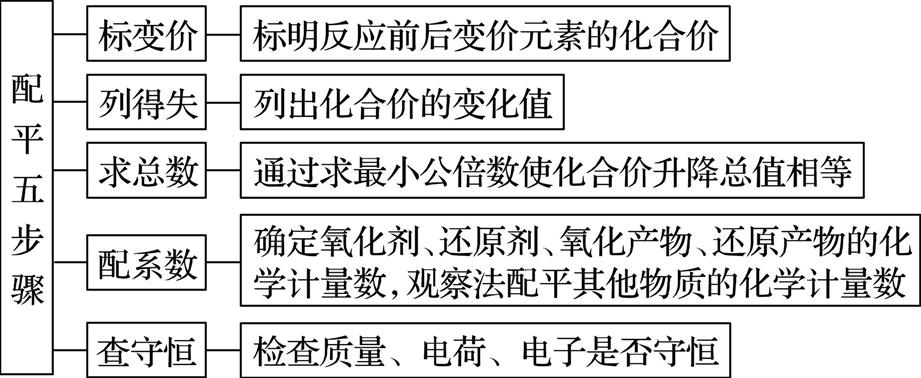 配平五步骤
标变价
标明反应前后变价元素的化合价
列得失
列出化合价的变化值
求总数
通过求最小公倍数使化合价升降总值相等
配系数
确定氧化剂、还原剂、氧化产物、还原产物的化
学计量数,观察法配平其他物质的化学计量数
查守恒
检查质量、电荷、电子是否守恒